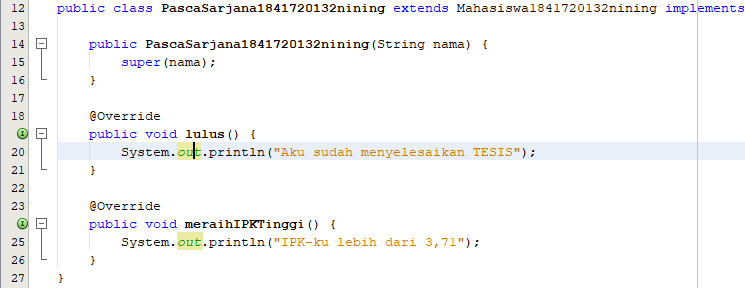 12 public class PascaSarjana1841720132nining extends Mahasiswa1841720132nining implements
13
14 public PascaSarjana1841720132nining(String nama) {
15 super(nama);
16 }
17
18 @Override
public void lulus() {
20 System.out.println("Aku sudah menyelesaikan TESIS");
21 }
22
23 @Override
public void meraihIPKTinggi() {
25 System.out.println("IPK-ku lebih dari 3,71");
26 }
27 }